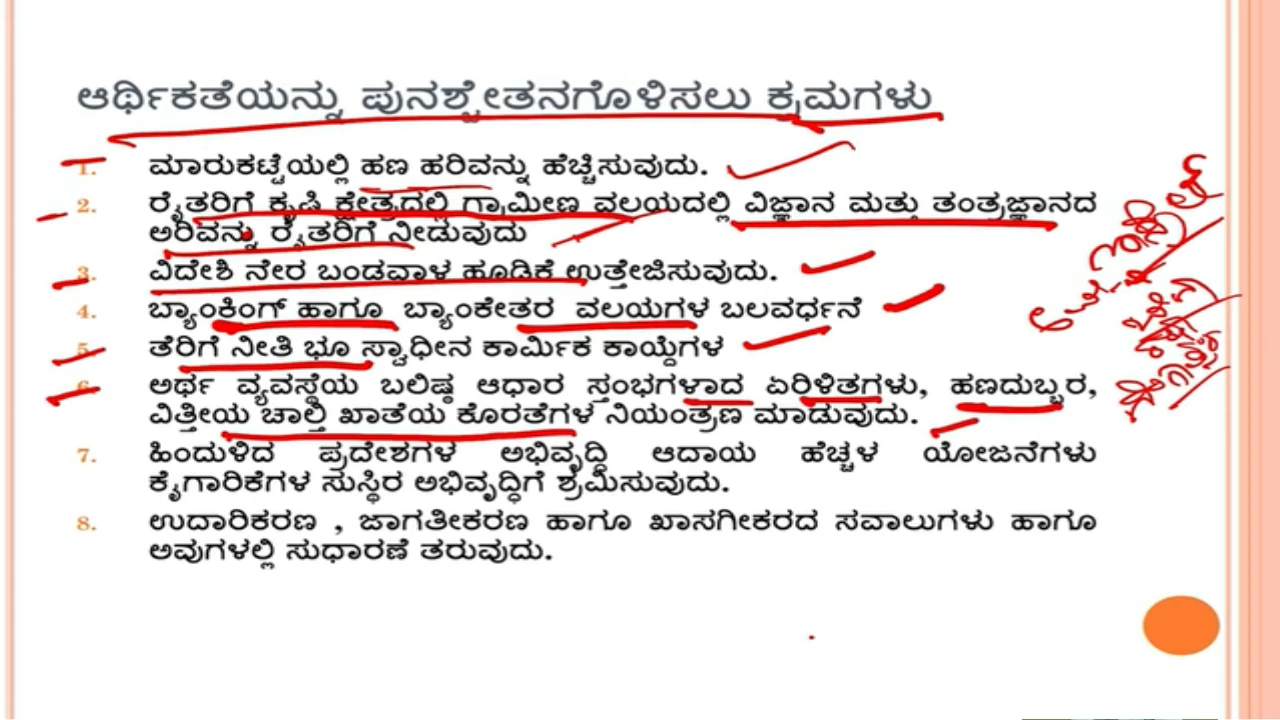 ಆರ್ಥಿಕತೆಯನ್ನು ಪುನಶ್ಚೇತನಗೊಳಿಸಲು ಕ್ರಮಗಳು
1. ಮಾರುಕಟ್ಟೆಯಲ್ಲಿ ಹಣ ಹರಿವನ್ನು ಹೆಚ್ಚಿಸುವುದು.
2. ರೈತರಿಗೆ ಕೃಷಿ ಕ್ಷೇತ್ರದಲ್ಲಿ ಗ್ರಾಮೀಣ ವಲಯದಲ್ಲಿ ವಿಜ್ಞಾನ ಮತ್ತು ತಂತ್ರಜ್ಞಾನದ
ಅರಿವನ್ನು ರೈತರಿಗೆ ನೀಡುವುದು
3. ವಿದೇಶಿ ನೇರ ಬಂಡವಾಳ ಹೂಡಿಕೆ ಉತ್ತೇಜಿಸುವುದು.
4. ಬ್ಯಾಂಕಿಂಗ್ ಹಾಗೂ ಬ್ಯಾಂಕೇತರ ವಲಯಗಳ ಬಲವರ್ಧನೆ
5. ತೆರಿಗೆ ನೀತಿ ಭೂ ಸ್ವಾಧೀನ ಕಾರ್ಮಿಕ ಕಾಯ್ದೆಗಳ
6. ಅರ್ಥ ವ್ಯವಸ್ಥೆಯ ಬಲಿಷ್ಠ ಆಧಾರ ಸ್ತಂಭಗಳಾದ ಏರಿಳಿತಗಳು, ಹಣದುಬ್ಬರ,
ವಿತ್ತೀಯ ಚಾಲ್ತಿ ಖಾತೆಯ ಕೊರತೆಗಳ ನಿಯಂತ್ರಣ ಮಾಡುವುದು.
7. ಹಿಂದುಳಿದ ಪ್ರದೇಶಗಳ ಅಭಿವೃದ್ಧಿ ಆದಾಯ ಹೆಚ್ಚಳ ಯೋಜನೆಗಳು
ಕೈಗಾರಿಕೆಗಳ ಸುಸ್ಥಿರ ಅಭಿವೃದ್ಧಿಗೆ ಶ್ರಮಿಸುವುದು.
8. ಉದಾರಿಕರಣ , ಜಾಗತೀಕರಣ ಹಾಗೂ ಖಾಸಗೀಕರದ ಸವಾಲುಗಳು ಹಾಗೂ
ಅವುಗಳಲ್ಲಿ ಸುಧಾರಣೆ ತರುವುದು.